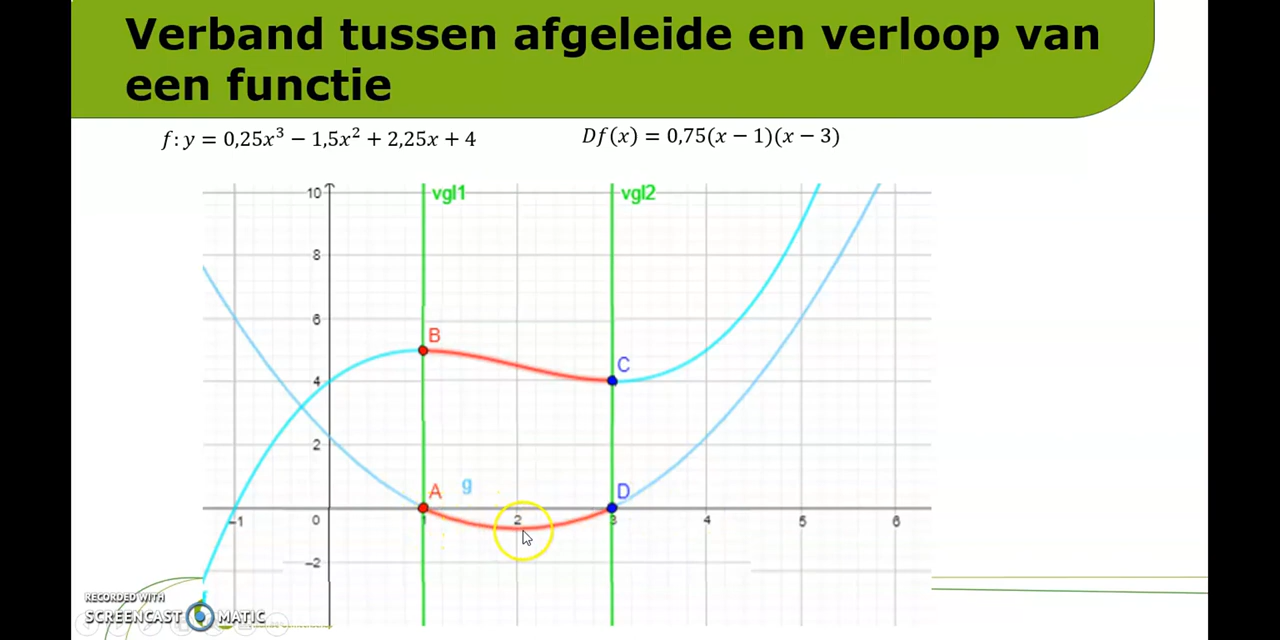 Verband tussen afgeleide en verloop van
een functie
f: y = 0,25x³ − 1,5x² + 2,25x + 4
Df(x) = 0,75(x − 1)(x − 3)
vgl1
vgl2
10
8
6
4
2
0
−2
−1
1
2
3
4
5
6
B
C
A
g
D
RECORDED WITH
SCREENCAST MATIC